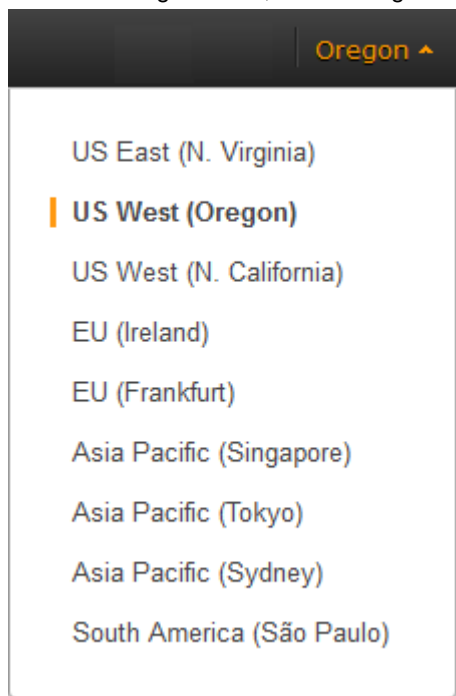 Oregon
US East (N. Virginia)
US West (Oregon)
US West (N. California)
EU (Ireland)
EU (Frankfurt)
Asia Pacific (Singapore)
Asia Pacific (Tokyo)
Asia Pacific (Sydney)
South America (São Paulo)